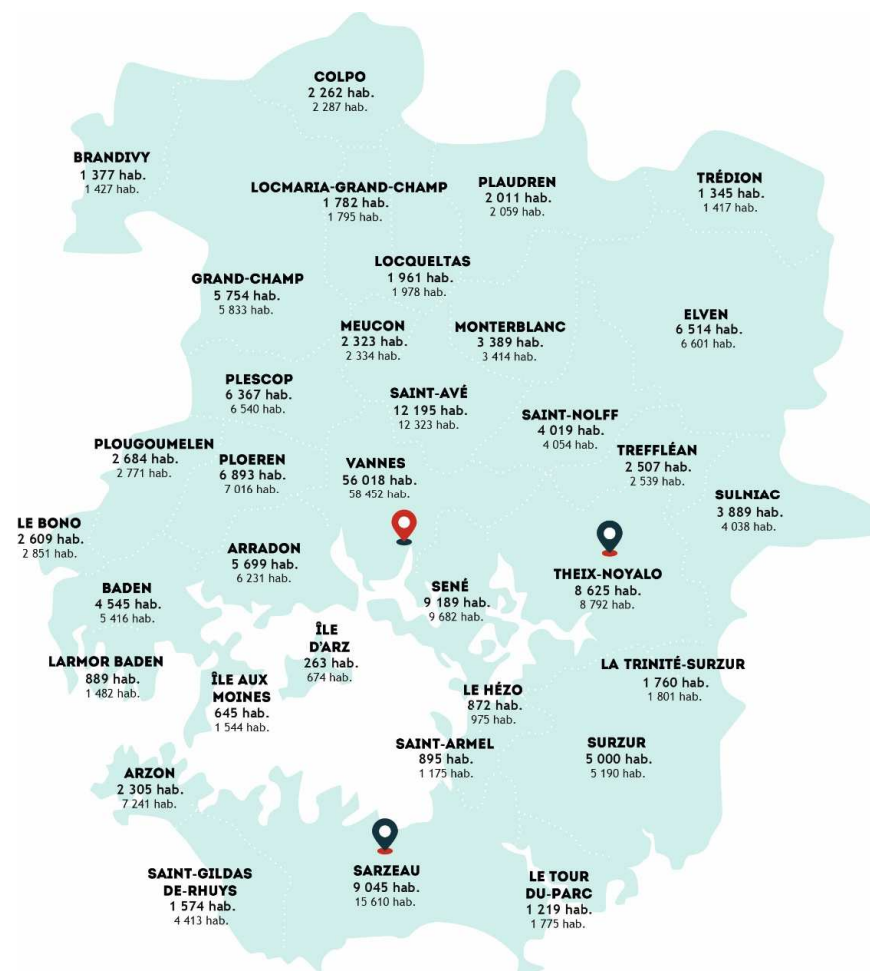 COLPO
2 262 hab.
2 287 hab.
BRANDIVY
1 377 hab.
1 427 hab.
LOCMARIA-GRAND-CHAMP
1 782 hab.
1 795 hab.
PLAUDREN
2 011 hab.
2 059 hab.
TRÉDION
1 345 hab.
1 417 hab.
LOCQUELTAS
1 961 hab.
1 978 hab.
GRAND-CHAMP
5 754 hab.
5 833 hab.
MEUCON
2 323 hab.
2 334 hab.
MONTERBLANC
3 389 hab.
3 414 hab.
ELVEN
6 514 hab.
6 601 hab.
PLESCOP
6 367 hab.
6 540 hab.
SAINT-AVÉ
12 195 hab.
12 323 hab.
SAINT-NOLFF
4 019 hab.
4 054 hab.
PLOUGOUMELEN
2 684 hab.
2 771 hab.
PLOEREN
6 893 hab.
7 016 hab.
VANNES
56 018 hab.
58 452 hab.
TREFFLÉAN
2 507 hab.
2 539 hab.
SULNIAC
3 889 hab.
4 038 hab.
LE BONO
2 609 hab.
2 851 hab.
ARRADON
5 699 hab.
6 231 hab.
BADEN
4 545 hab.
5 416 hab.
SENÉ
9 189 hab.
9 682 hab.
THEIX-NOYALO
8 625 hab.
8 792 hab.
ÎLE
D'ARZ
263 hab.
674 hab.
LARMOR BADEN
889 hab.
1 482 hab.
ÎLE AUX
MOINES
645 hab.
1 544 hab.
LE HÉZO
872 hab.
975 hab.
LA TRINITÉ-SURZUR
1 760 hab.
1 801 hab.
SAINT-ARMEL
895 hab.
1 175 hab.
SURZUR
5 000 hab.
5 190 hab.
ARZON
2 305 hab.
7 241 hab.
SAINT-GILDAS
DE-RHUYS
1 574 hab.
4 413 hab.
SARZEAU
9 045 hab.
15 610 hab.
LE TOUR
DU-PARC
1 219 hab.
1 775 hab.